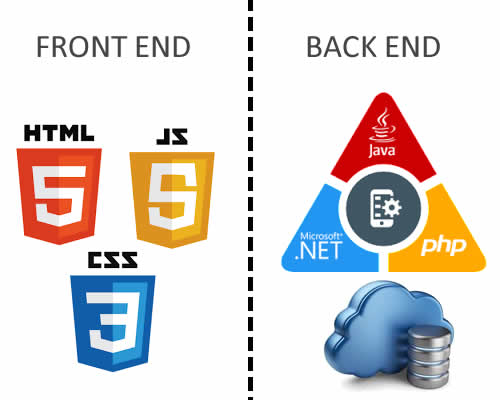 FRONT END
HTML
5
JS
5
CSS
3
BACK END
Java
Microsoft®
.NET
php